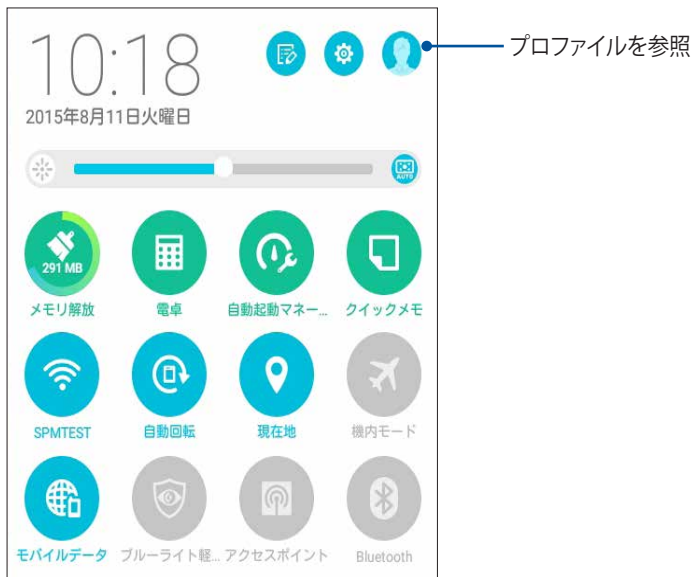 10:18
プロファイルを参照
2015年8月11日火曜日
AUTO
291 MB
メモリ解放
電卓
自動起動マネー...
クイックメモ
SPMTEST
自動回転
現在地
機内モード
モバイルデータ
ブルーライト軽...
アクセスポイント
Bluetooth